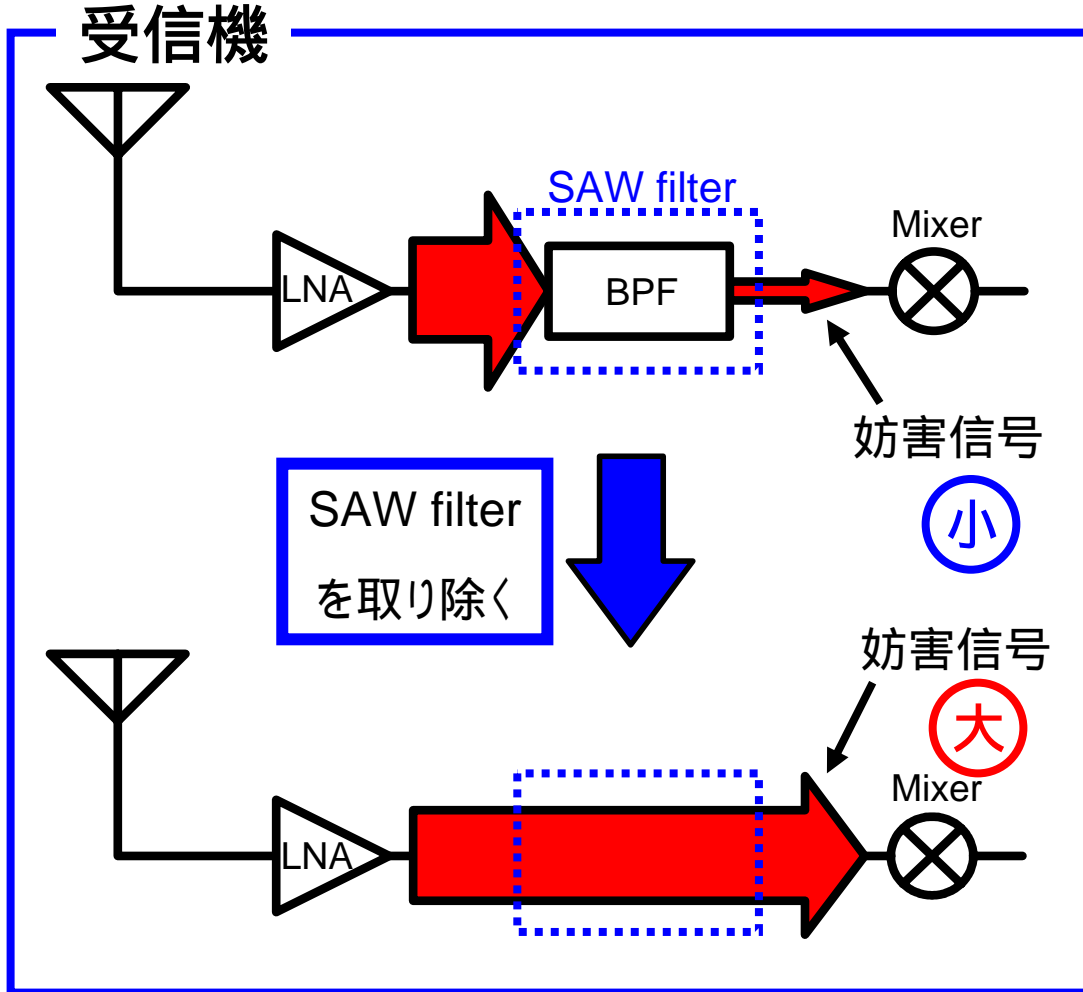 受信機
SAW filter
Mixer
LNA
BPF
妨害信号
小
SAW filter
を取り除く
妨害信号
大
Mixer
LNA